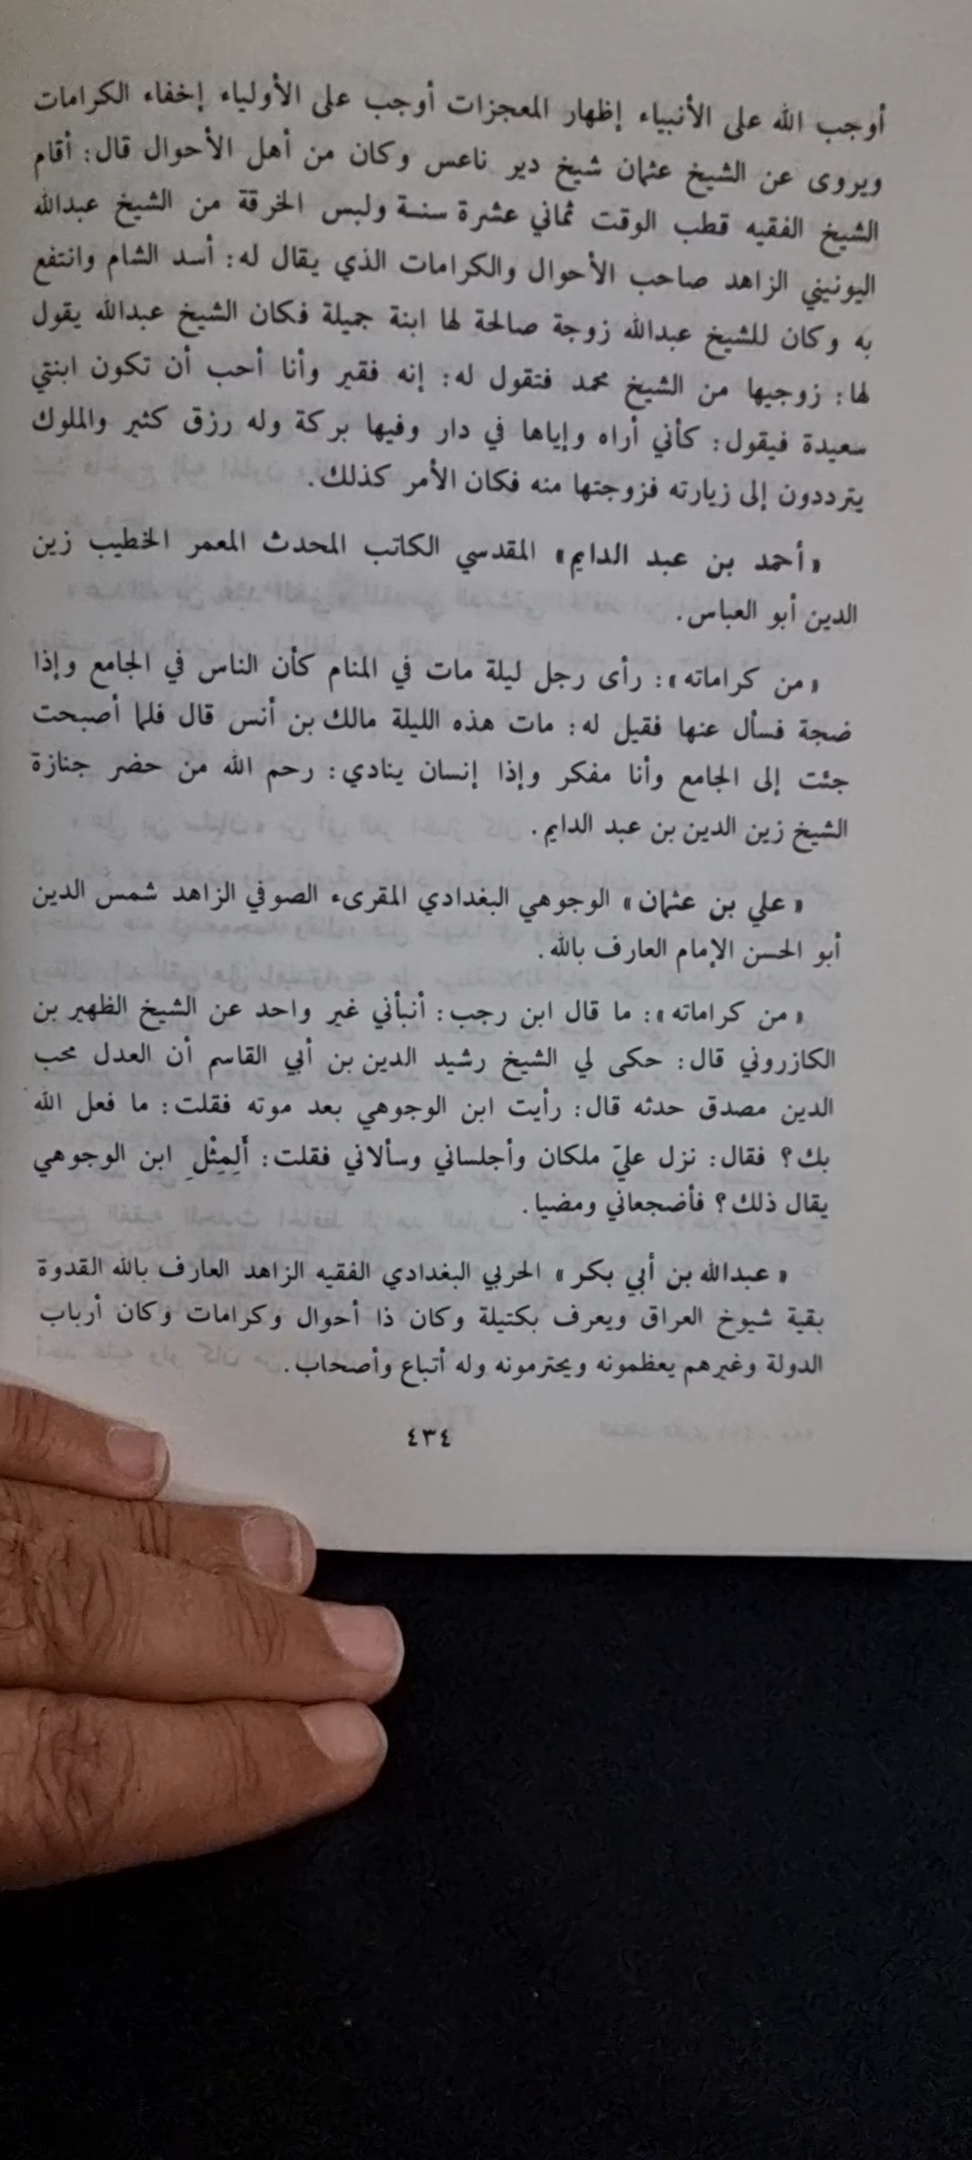 أوجب الله على الأنبياء إظهار المعجزات أوجب على الأولياء إخفاء الكرامات
ويروى عن الشيخ عثمان شيخ دير ناعس وكان من أهل الأحوال قال: أقام
الشيخ الفقيه قطب الوقت ثماني عشرة سنة ولبس الخرقة من الشيخ عبدالله
اليونيني الزاهد صاحب الأحوال والكرامات الذي يقال له: أسد الشام وانتفع
به وكان للشيخ عبدالله زوجة صالحة لها ابنة جميلة فكان الشيخ عبدالله يقول
لها: زوجيها من الشيخ محمد فتقول له: إنه فقير وأنا أحب أن تكون ابنتي
سعيدة فيقول: كأني أراه وإياها في دار وفيها بركة وله رزق كثير والملوك
يترددون إلى زيارته فزوجتها منه فكان الأمر كذلك.
«أحمد بن عبد الدايم» المقدسي الكاتب المحدث المعمر الخطيب زين
الدين أبو العباس.
«من كراماته»: رأى رجل ليلة مات في المنام كأن الناس في الجامع وإذا
ضجة فسأل عنها فقيل له: مات هذه الليلة مالك بن أنس قال فلما أصبحت
جئت إلى الجامع وأنا مفكر وإذا إنسان ينادي: رحم الله من حضر جنازة
الشيخ زين الدين بن عبد الدايم.
«علي بن عثمان» الوجوهي البغدادي المقرىء الصوفي الزاهد شمس الدين
أبو الحسن الإمام العارف بالله.
«من كراماته»: ما قال ابن رجب: أنبأني غير واحد عن الشيخ الظهير بن
الكازروني قال: حكى لي الشيخ رشيد الدين بن أبي القاسم أن العدل محب
الدين مصدق حدثه قال: رأيت ابن الوجوهي بعد موته فقلت: ما فعل الله
بك؟ فقال: نزل عليّ ملكان وأجلساني وسألاني فقلت: أَلِمِثْلِ ابن الوجوهي
يقال ذلك؟ فأضجعاني ومضيا.
«عبدالله بن أبي بكر» الحربي البغدادي الفقيه الزاهد العارف بالله القدوة
بقية شيوخ العراق ويعرف بكتيلة وكان ذا أحوال وكرامات وكان أرباب
الدولة وغيرهم يعظمونه ويحترمونه وله أتباع وأصحاب.
٤٣٤